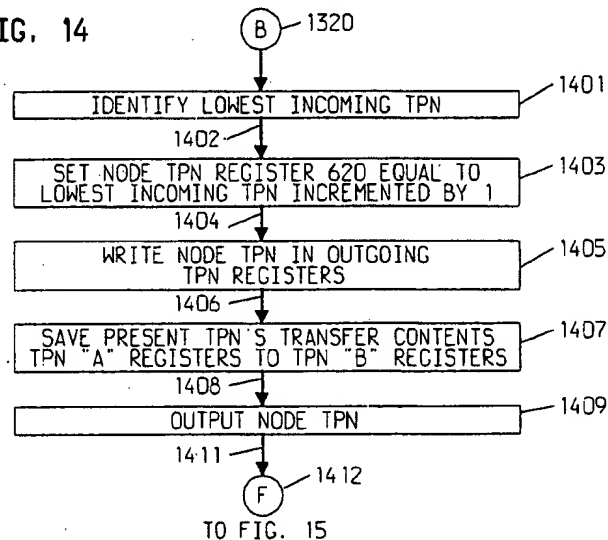 IG. 14
B
1320
IDENTIFY LOWEST INCOMING TPN
1401
1402
SET NODE TPN REGISTER 620 EQUAL TO
LOWEST INCOMING TPN INCREMENTED BY 1
1403
1404
WRITE NODE TPN IN OUTGOING
TPN REGISTERS
1405
1406
SAVE PRESENT TPN'S TRANSFER CONTENTS
TPN "A" REGISTERS TO TPN "B" REGISTERS
1407
1408
OUTPUT NODE TPN
1409
1411
F
1412
TO FIG. 15